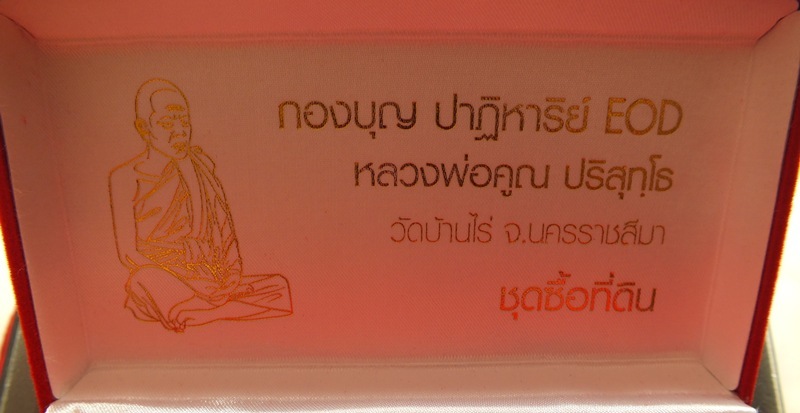 กองบุญ ปาฏิหาริย์ EOD
หลวงพ่อคูณ ปริสุทฺโธ
วัดบ้านไร่ จ.นครราชสีมา
ชุดซื้อที่ดิน